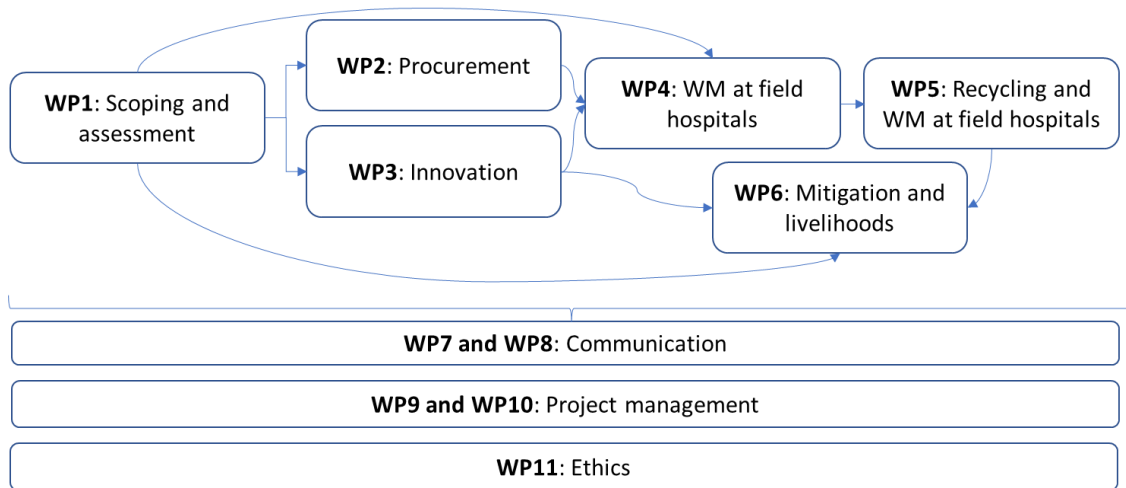 WP1: Scoping and
assessment
WP2: Procurement
WP3: Innovation
WP4: WM at field
hospitals
WP5: Recycling and
WM at field hospitals
WP6: Mitigation and
livelihoods
WP7 and WP8: Communication
WP9 and WP10: Project management
WP11: Ethics